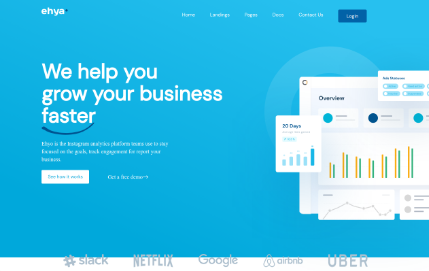 ehya
Home Landings Pages Docs Contact Us Login
We help you
grow your business
faster
Ehya is the Instagram analytics platform teams use to stay
focused on the goals, track engagement for report your
business.
See how it works
Get a free demo→
Overview
20 Days
slack NETFLIX Google airbnb UBER